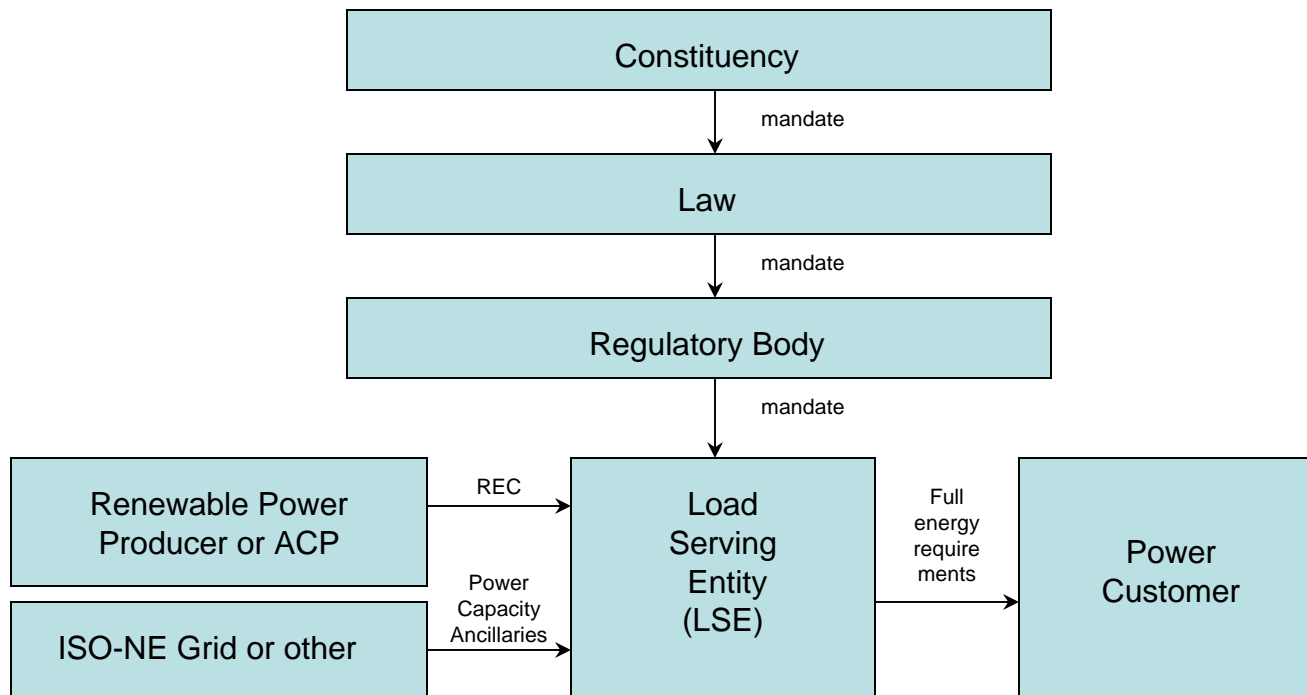 Constituency
mandate
Law
mandate
Regulatory Body
mandate
Renewable Power
Producer or ACP
REC
Load
Serving
Entity
(LSE)
Full
energy
require
ments
Power
Customer
Power
Capacity
Ancillaries
ISO-NE Grid or other